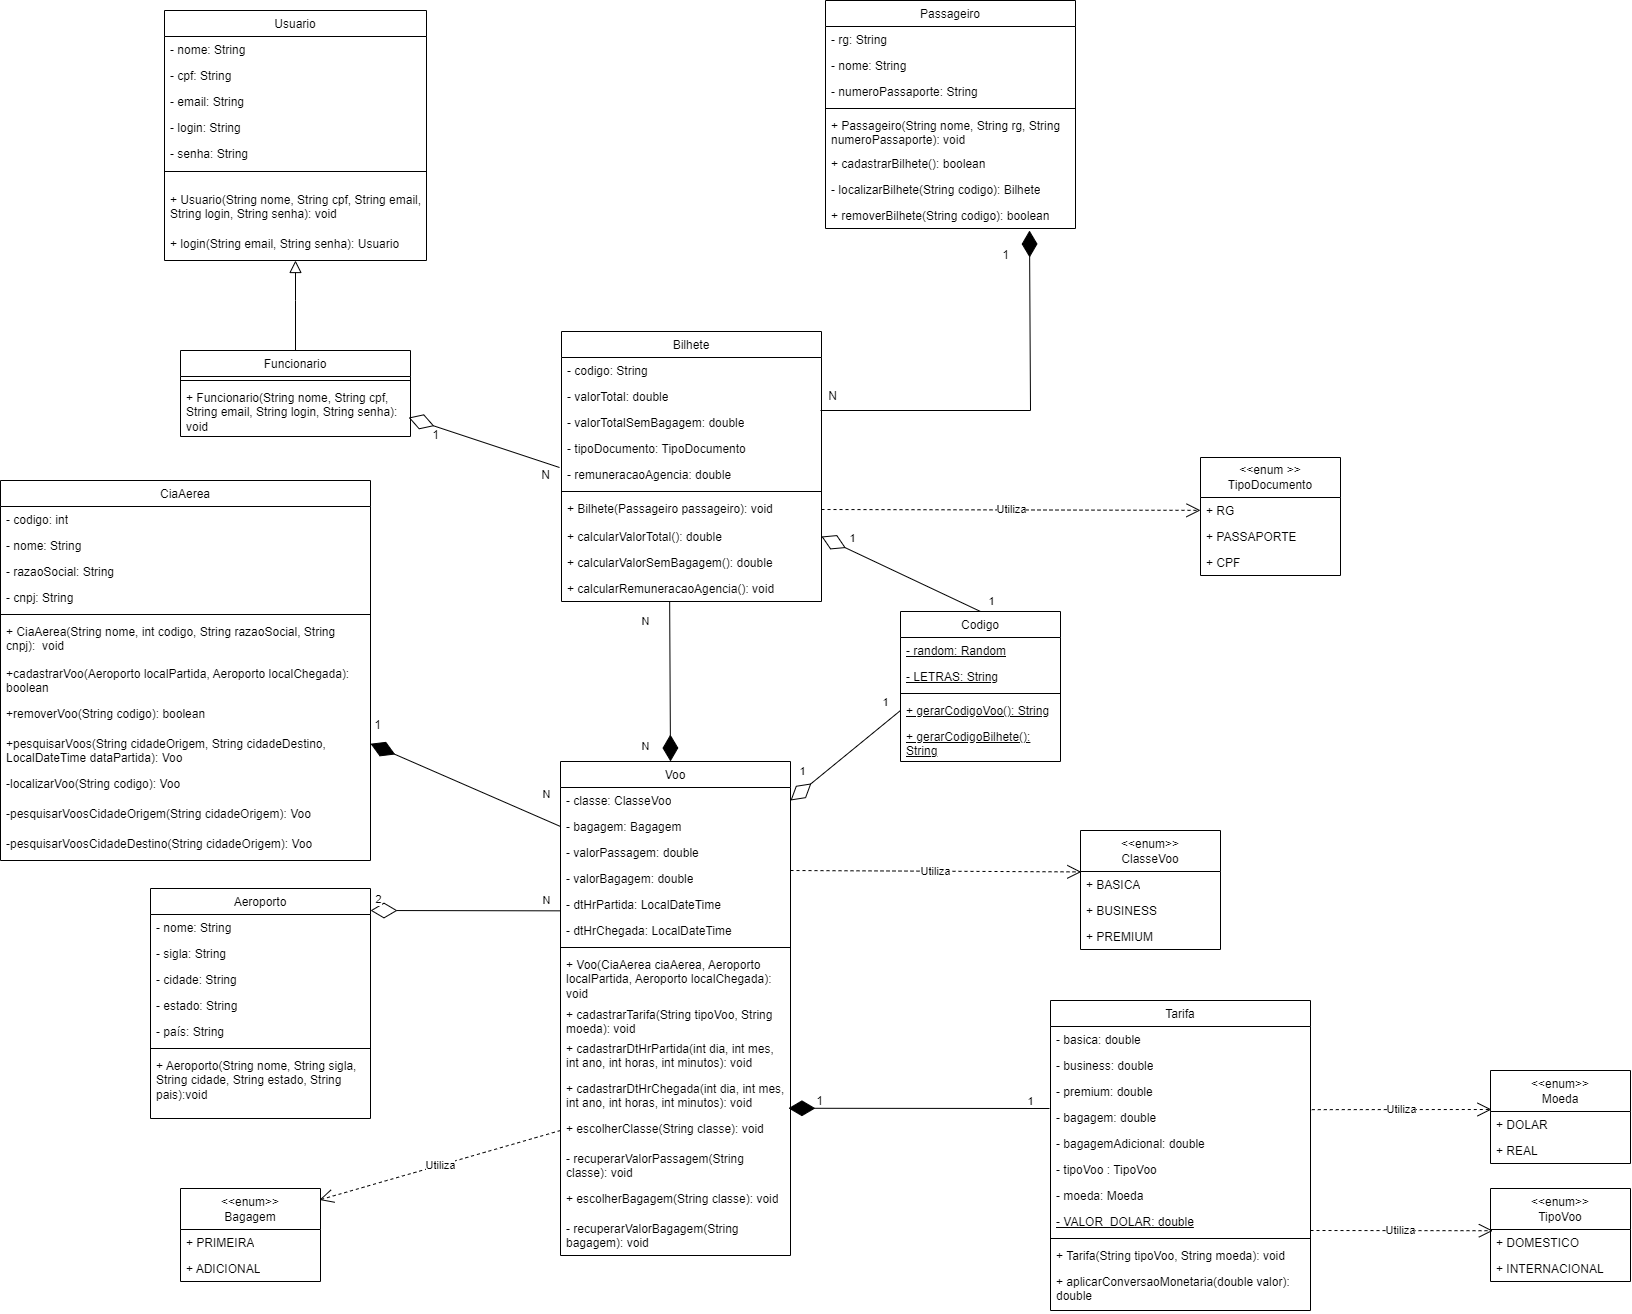 Usuario
- nome: String
- cpf: String
- email: String
- login: String
- senha: String
+ Usuario(String nome, String cpf, String email,
String login, String senha): void
+ login(String email, String senha): Usuario
Passageiro
- rg: String
- nome: String
- numeroPassaporte: String
+ Passageiro(String nome, String rg, String
numeroPassaporte): void
+ cadastrarBilhete(): boolean
- localizarBilhete(String codigo): Bilhete
+ removerBilhete(String codigo): boolean
1
N
Funcionario
+ Funcionario(String nome, String cpf,
String email, String login, String senha):
void
1
N
Bilhete
- codigo: String
- valorTotal: double
- valorTotalSemBagagem: double
- tipoDocumento: TipoDocumento
- remuneracaoAgencia: double
+ Bilhete(Passageiro passageiro): void
+ calcularValorTotal(): double
+ calcularValorSemBagagem(): double
+ calcularRemuneracaoAgencia(): void
Utiliza
<<enum >>
TipoDocumento
+ RG
+ PASSAPORTE
+ CPF
1
1
Codigo
- random: Random
- LETRAS: String
+ gerarCodigoVoo(): String
+ gerarCodigoBilhete():
String
1
1
N
N
CiaAerea
- codigo: int
- nome: String
- razaoSocial: String
- cnpj: String
+ CiaAerea(String nome, int codigo, String razaoSocial, String
cnpj):  void
+cadastrarVoo(Aeroporto localPartida, Aeroporto localChegada):
boolean
+removerVoo(String codigo): boolean
+pesquisarVoos(String cidadeOrigem, String cidadeDestino,
LocalDateTime dataPartida): Voo
-localizarVoo(String codigo): Voo
-pesquisarVoosCidadeOrigem(String cidadeOrigem): Voo
-pesquisarVoosCidadeDestino(String cidadeOrigem): Voo
1
N
Voo
- classe: ClasseVoo
- bagagem: Bagagem
- valorPassagem: double
- valorBagagem: double
- dtHrPartida: LocalDateTime
- dtHrChegada: LocalDateTime
+ Voo(CiaAerea ciaAerea, Aeroporto
localPartida, Aeroporto localChegada):
void
+ cadastrarTarifa(String tipoVoo, String
moeda): void
+ cadastrarDtHrPartida(int dia, int mes,
int ano, int horas, int minutos): void
+ cadastrarDtHrChegada(int dia, int mes,
int ano, int horas, int minutos): void
+ escolherClasse(String classe): void
- recuperarValorPassagem(String
classe): void
+ escolherBagagem(String classe): void
- recuperarValorBagagem(String
bagagem): void
Utiliza
<<enum>>
ClasseVoo
+ BASICA
+ BUSINESS
+ PREMIUM
Aeroporto
- nome: String
- sigla: String
- cidade: String
- estado: String
- país: String
+ Aeroporto(String nome, String sigla,
String cidade, String estado, String
pais):void
2
N
Utiliza
<<enum>>
Bagagem
+ PRIMEIRA
+ ADICIONAL
1
1
Tarifa
- basica: double
- business: double
- premium: double
- bagagem: double
- bagagemAdicional: double
- tipoVoo : TipoVoo
- moeda: Moeda
- VALOR_DOLAR: double
+ Tarifa(String tipoVoo, String moeda): void
+ aplicarConversaoMonetaria(double valor):
double
Utiliza
<<enum>>
Moeda
+ DOLAR
+ REAL
Utiliza
<<enum>>
TipoVoo
+ DOMESTICO
+ INTERNACIONAL